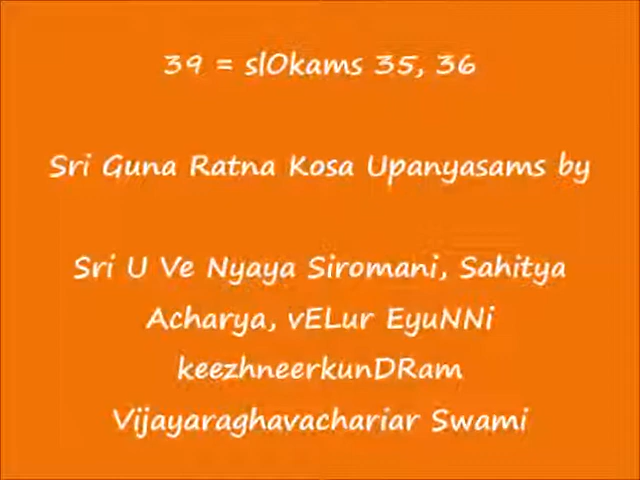 39 = slOkams 35, 36
Sri Guna Ratna Kosa Upanyasams by
Sri U Ve Nyaya Siromani, Sahitya
Acharya, vELur EyuNNi
keezhneerkunDRam
Vijayaraghavachariar Swami